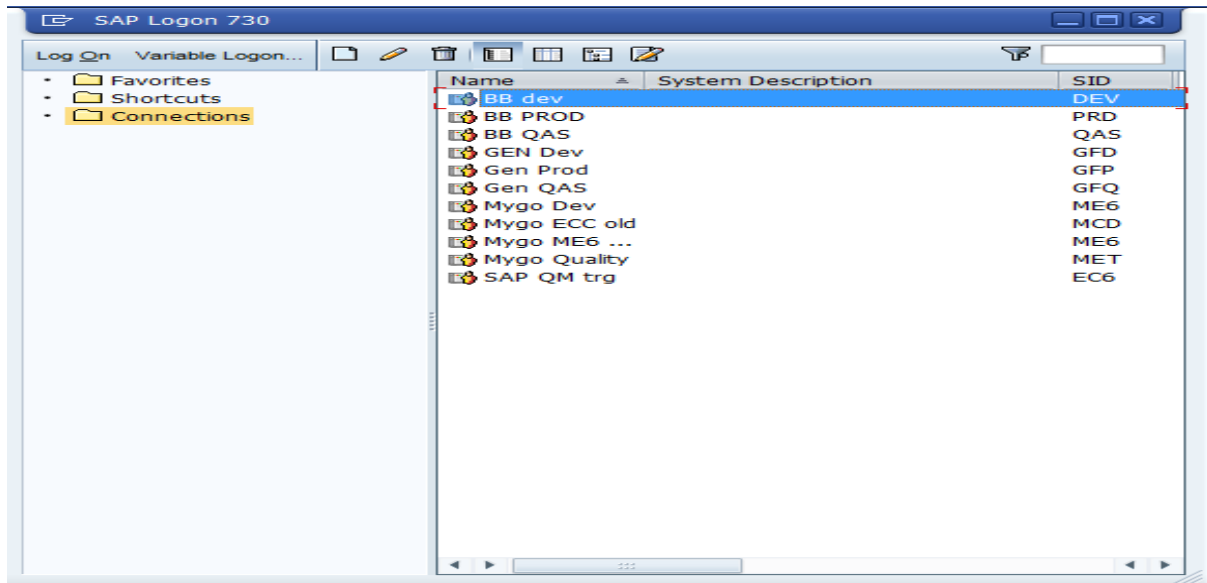 SAP Logon 730
Log On Variable Logon...
Favorites
Shortcuts
Connections
Name System Description SID
BB dev DEV
BB PROD PRD
BB QAS QAS
GEN Dev GFD
Gen Prod GFP
Gen QAS GFQ
Mygo Dev ME6
Mygo ECC old MCD
Mygo ME6 ... ME6
Mygo Quality MET
SAP QM trg EC6